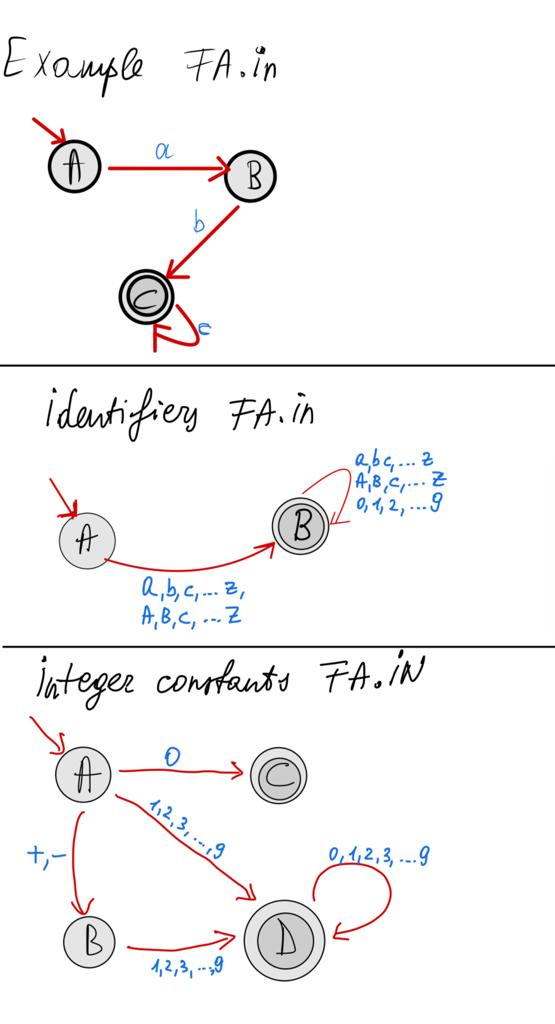 Example FA.in
A
a
B
b
C
c
identifiers FA.in
a,b,c,... z
A,B,C,... Z
0,1,2,...9
A
B
a,b,c,... z,
A,B,C, ... Z
integer constants FA.iN
A
0
C
1,2,3,...,9
+,-
0,1,2,3,...9
B
D
1,2,3,...,9